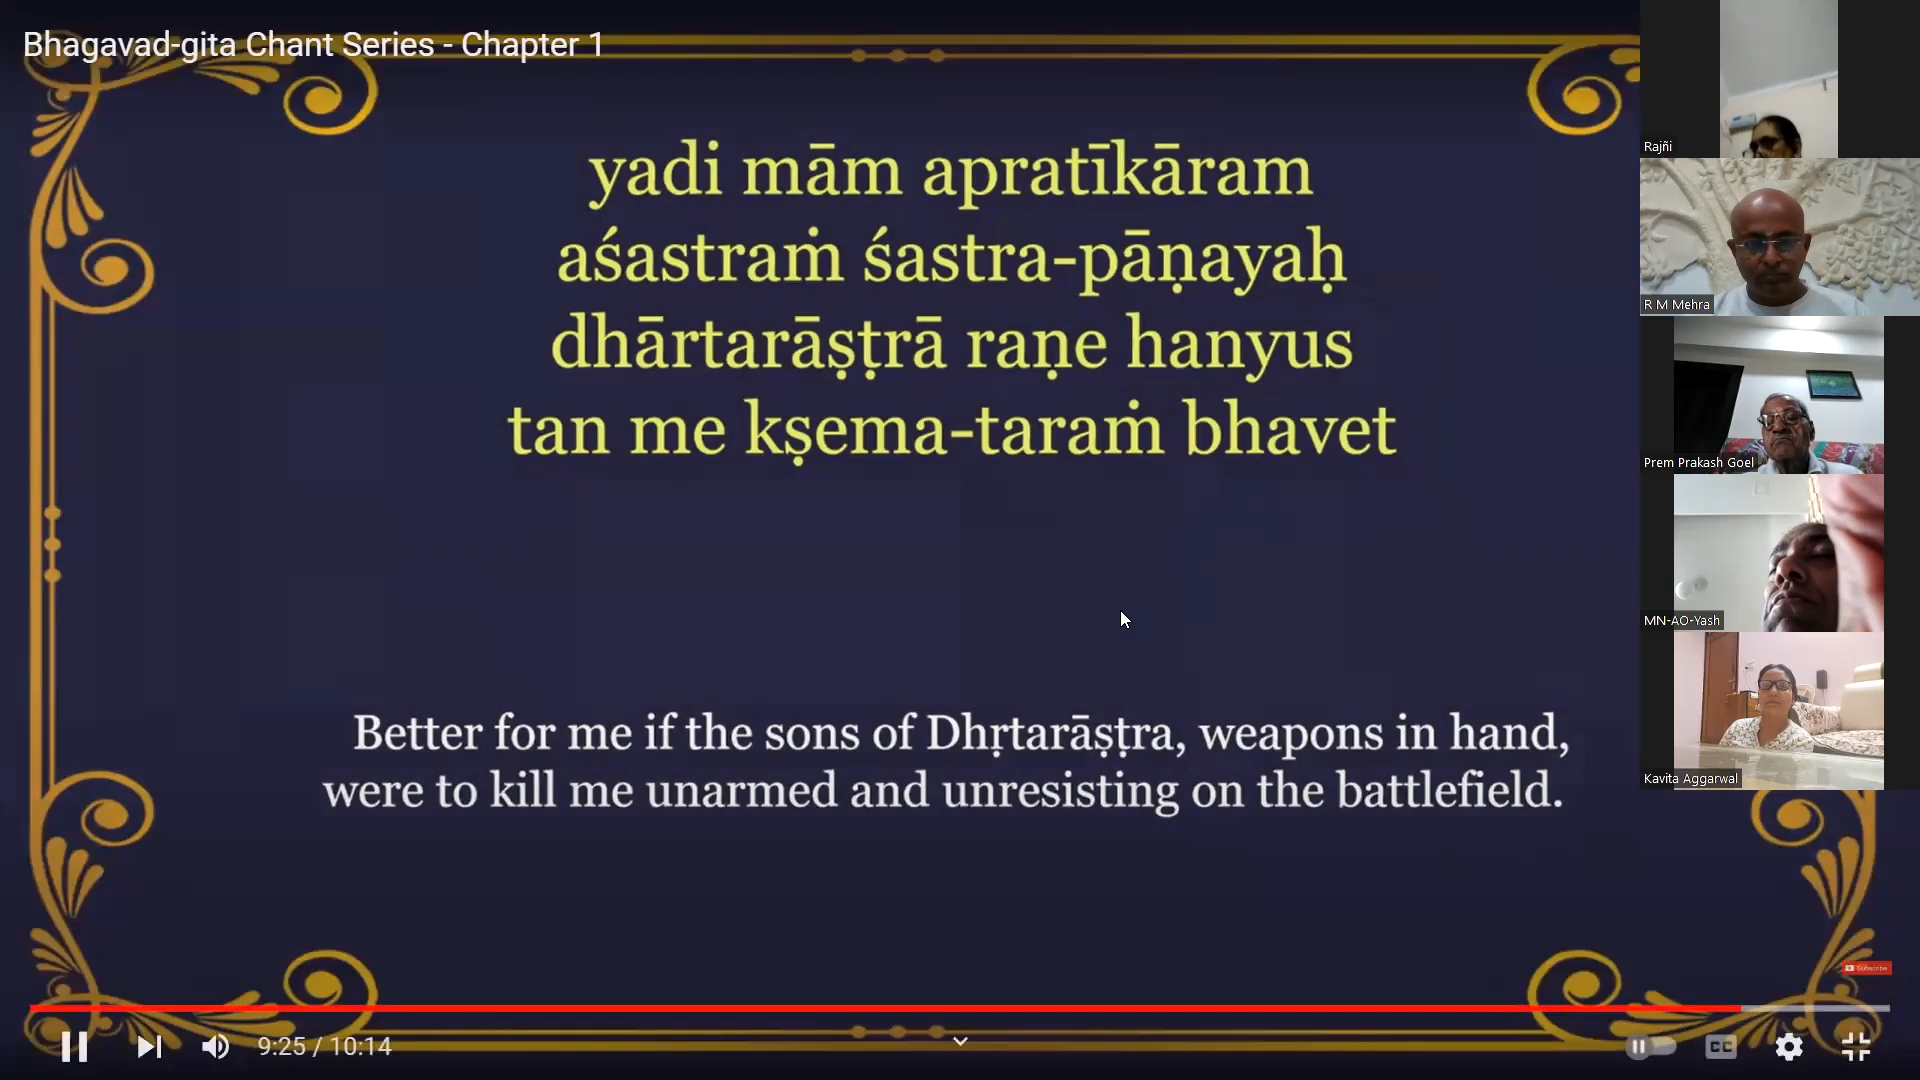 Bhagavad-gita Chant Series - Chapter 1
yadi mām apratīkāram
aśastraṁ śastra-pāṇayaḥ
dhārtarāṣṭrā raṇe hanyus
tan me kṣema-taraṁ bhavet
Better for me if the sons of Dhṛtarāṣṭra, weapons in hand,
were to kill me unarmed and unresisting on the battlefield.
Rajñi
R M Mehra
Prem Prakash Goel
MN-AO-Yash
Kavita Aggarwal
Subscribe
9:25 / 10:14
CC